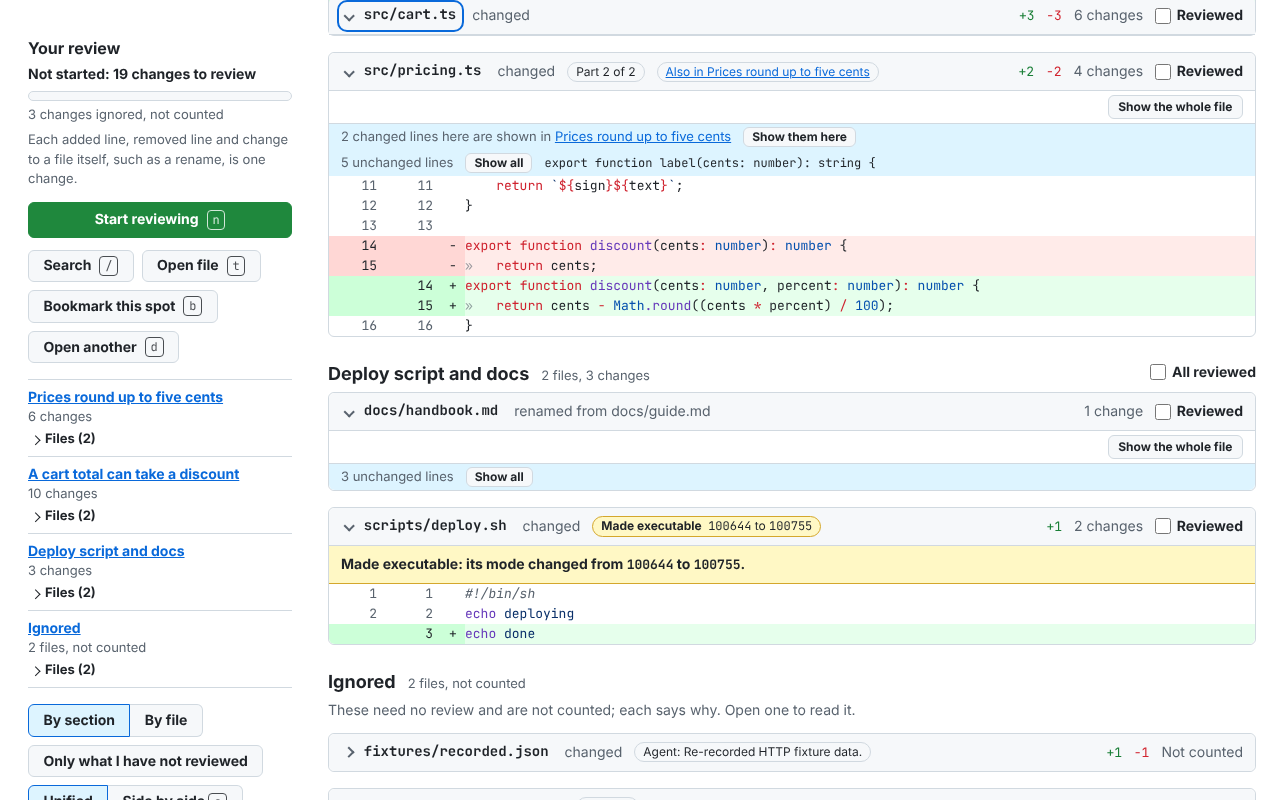 Your review
Not started: 19 changes to review
3 changes ignored, not counted
Each added line, removed line and change
to a file itself, such as a rename, is one
change.
Start reviewing n
Search / Open file t
Bookmark this spot b
Open another d
Prices round up to five cents
6 changes
Files (2)
A cart total can take a discount
10 changes
Files (2)
Deploy script and docs
3 changes
Files (2)
Ignored
2 files, not counted
Files (2)
By section By file
Only what I have not reviewed
Unified Side by side
src/cart.ts changed +3 -3 6 changes Reviewed
src/pricing.ts changed Part 2 of 2 Also in Prices round up to five cents +2 -2 4 changes Reviewed
Show the whole file
2 changed lines here are shown in Prices round up to five cents Show them here
5 unchanged lines Show all export function label(cents: number): string {
11 11 return `${sign}${text}`;
12 12 }
13 13
14 - export function discount(cents: number): number {
15 - » return cents;
14 + export function discount(cents: number, percent: number): number {
15 + » return cents - Math.round((cents * percent) / 100);
16 16 }
Deploy script and docs 2 files, 3 changes All reviewed
docs/handbook.md renamed from docs/guide.md 1 change Reviewed
Show the whole file
3 unchanged lines Show all
scripts/deploy.sh changed Made executable 100644 to 100755 +1 2 changes Reviewed
Made executable: its mode changed from 100644 to 100755.
1 1 #!/bin/sh
2 2 echo deploying
3 + echo done
Ignored 2 files, not counted
These need no review and are not counted; each says why. Open one to read it.
fixtures/recorded.json changed Agent: Re-recorded HTTP fixture data. +1 -1 Not counted